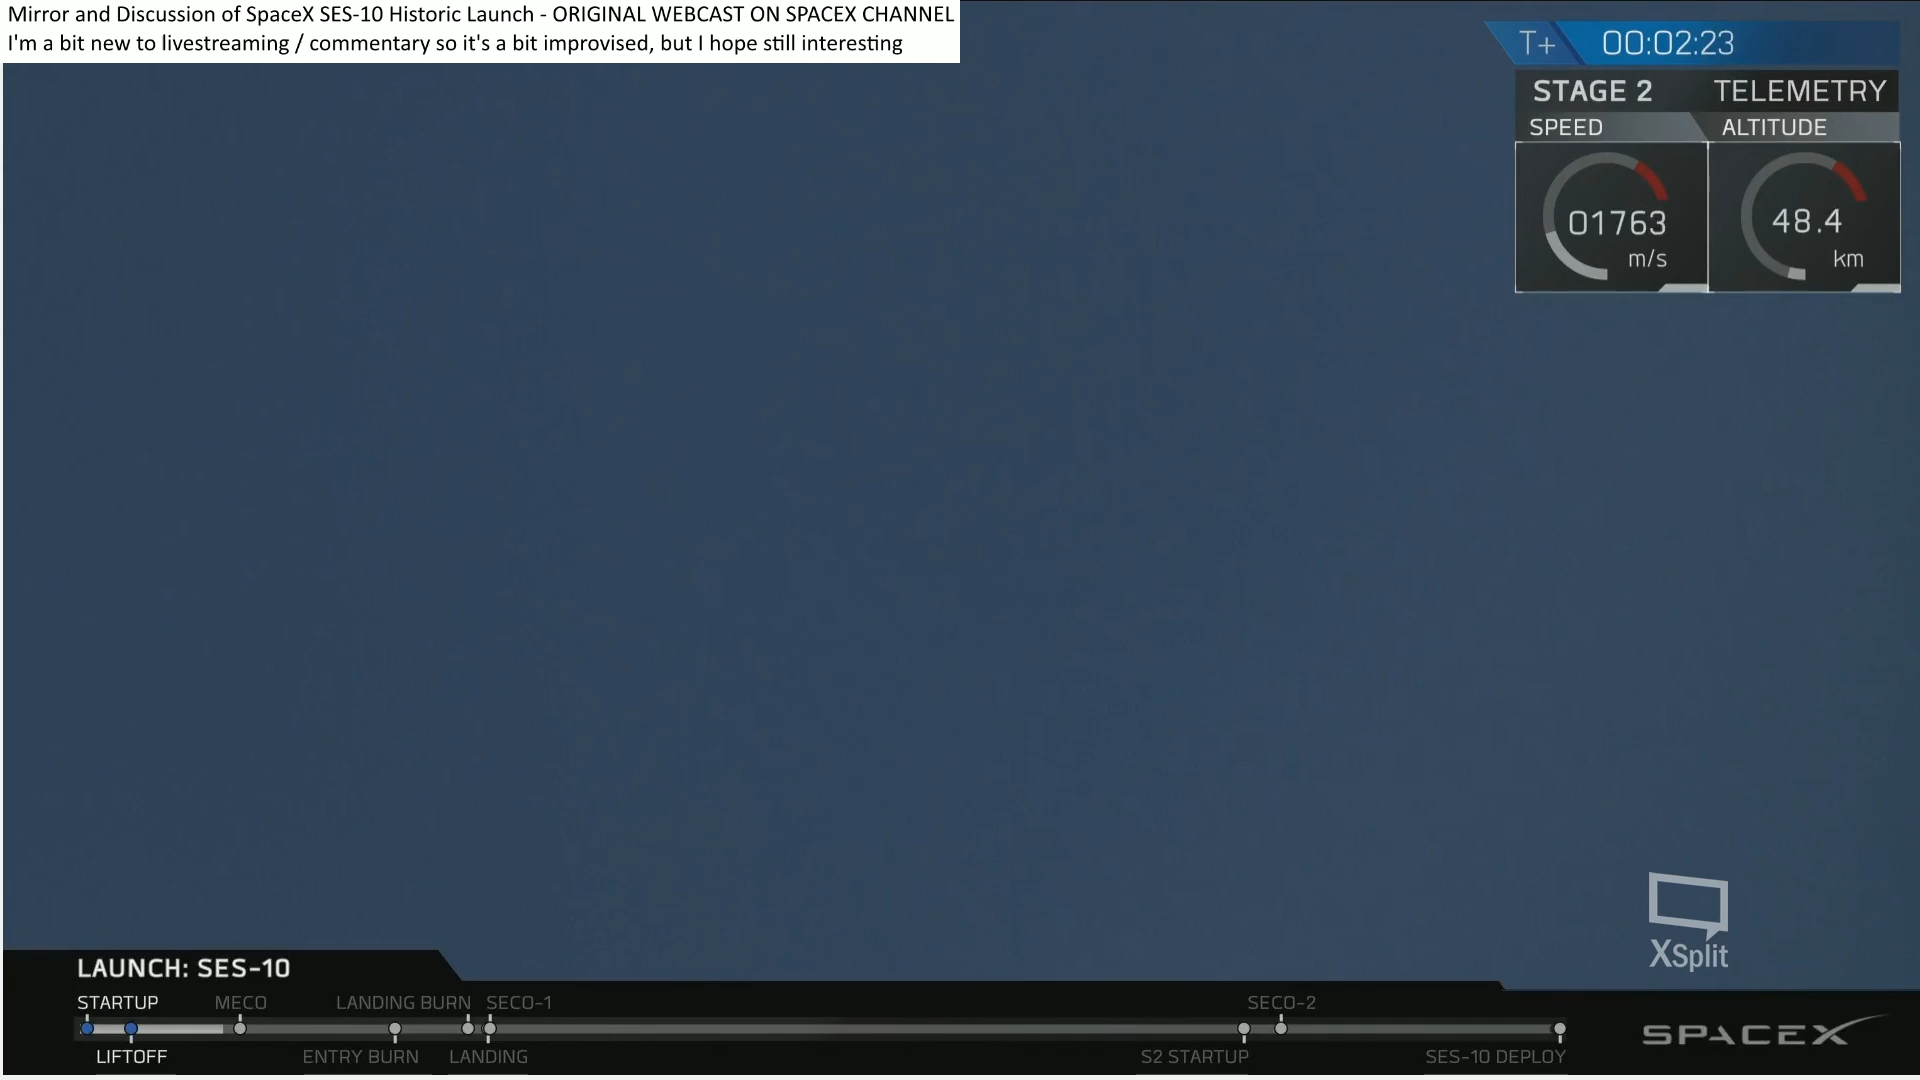 Mirror and Discussion of SpaceX SES-10 Historic Launch - ORIGINAL WEBCAST ON SPACEX CHANNEL
I'm a bit new to livestreaming / commentary so it's a bit improvised, but I hope still interesting
T+ 00:02:23
STAGE 2 TELEMETRY
SPEED ALTITUDE
01763 48.4
m/s km
XSplit
LAUNCH: SES-10
STARTUP MECO LANDING BURN SECO-1 SECO-2
SPACEX
LIFTOFF ENTRY BURN LANDING S2 STARTUP SES-10 DEPLOY